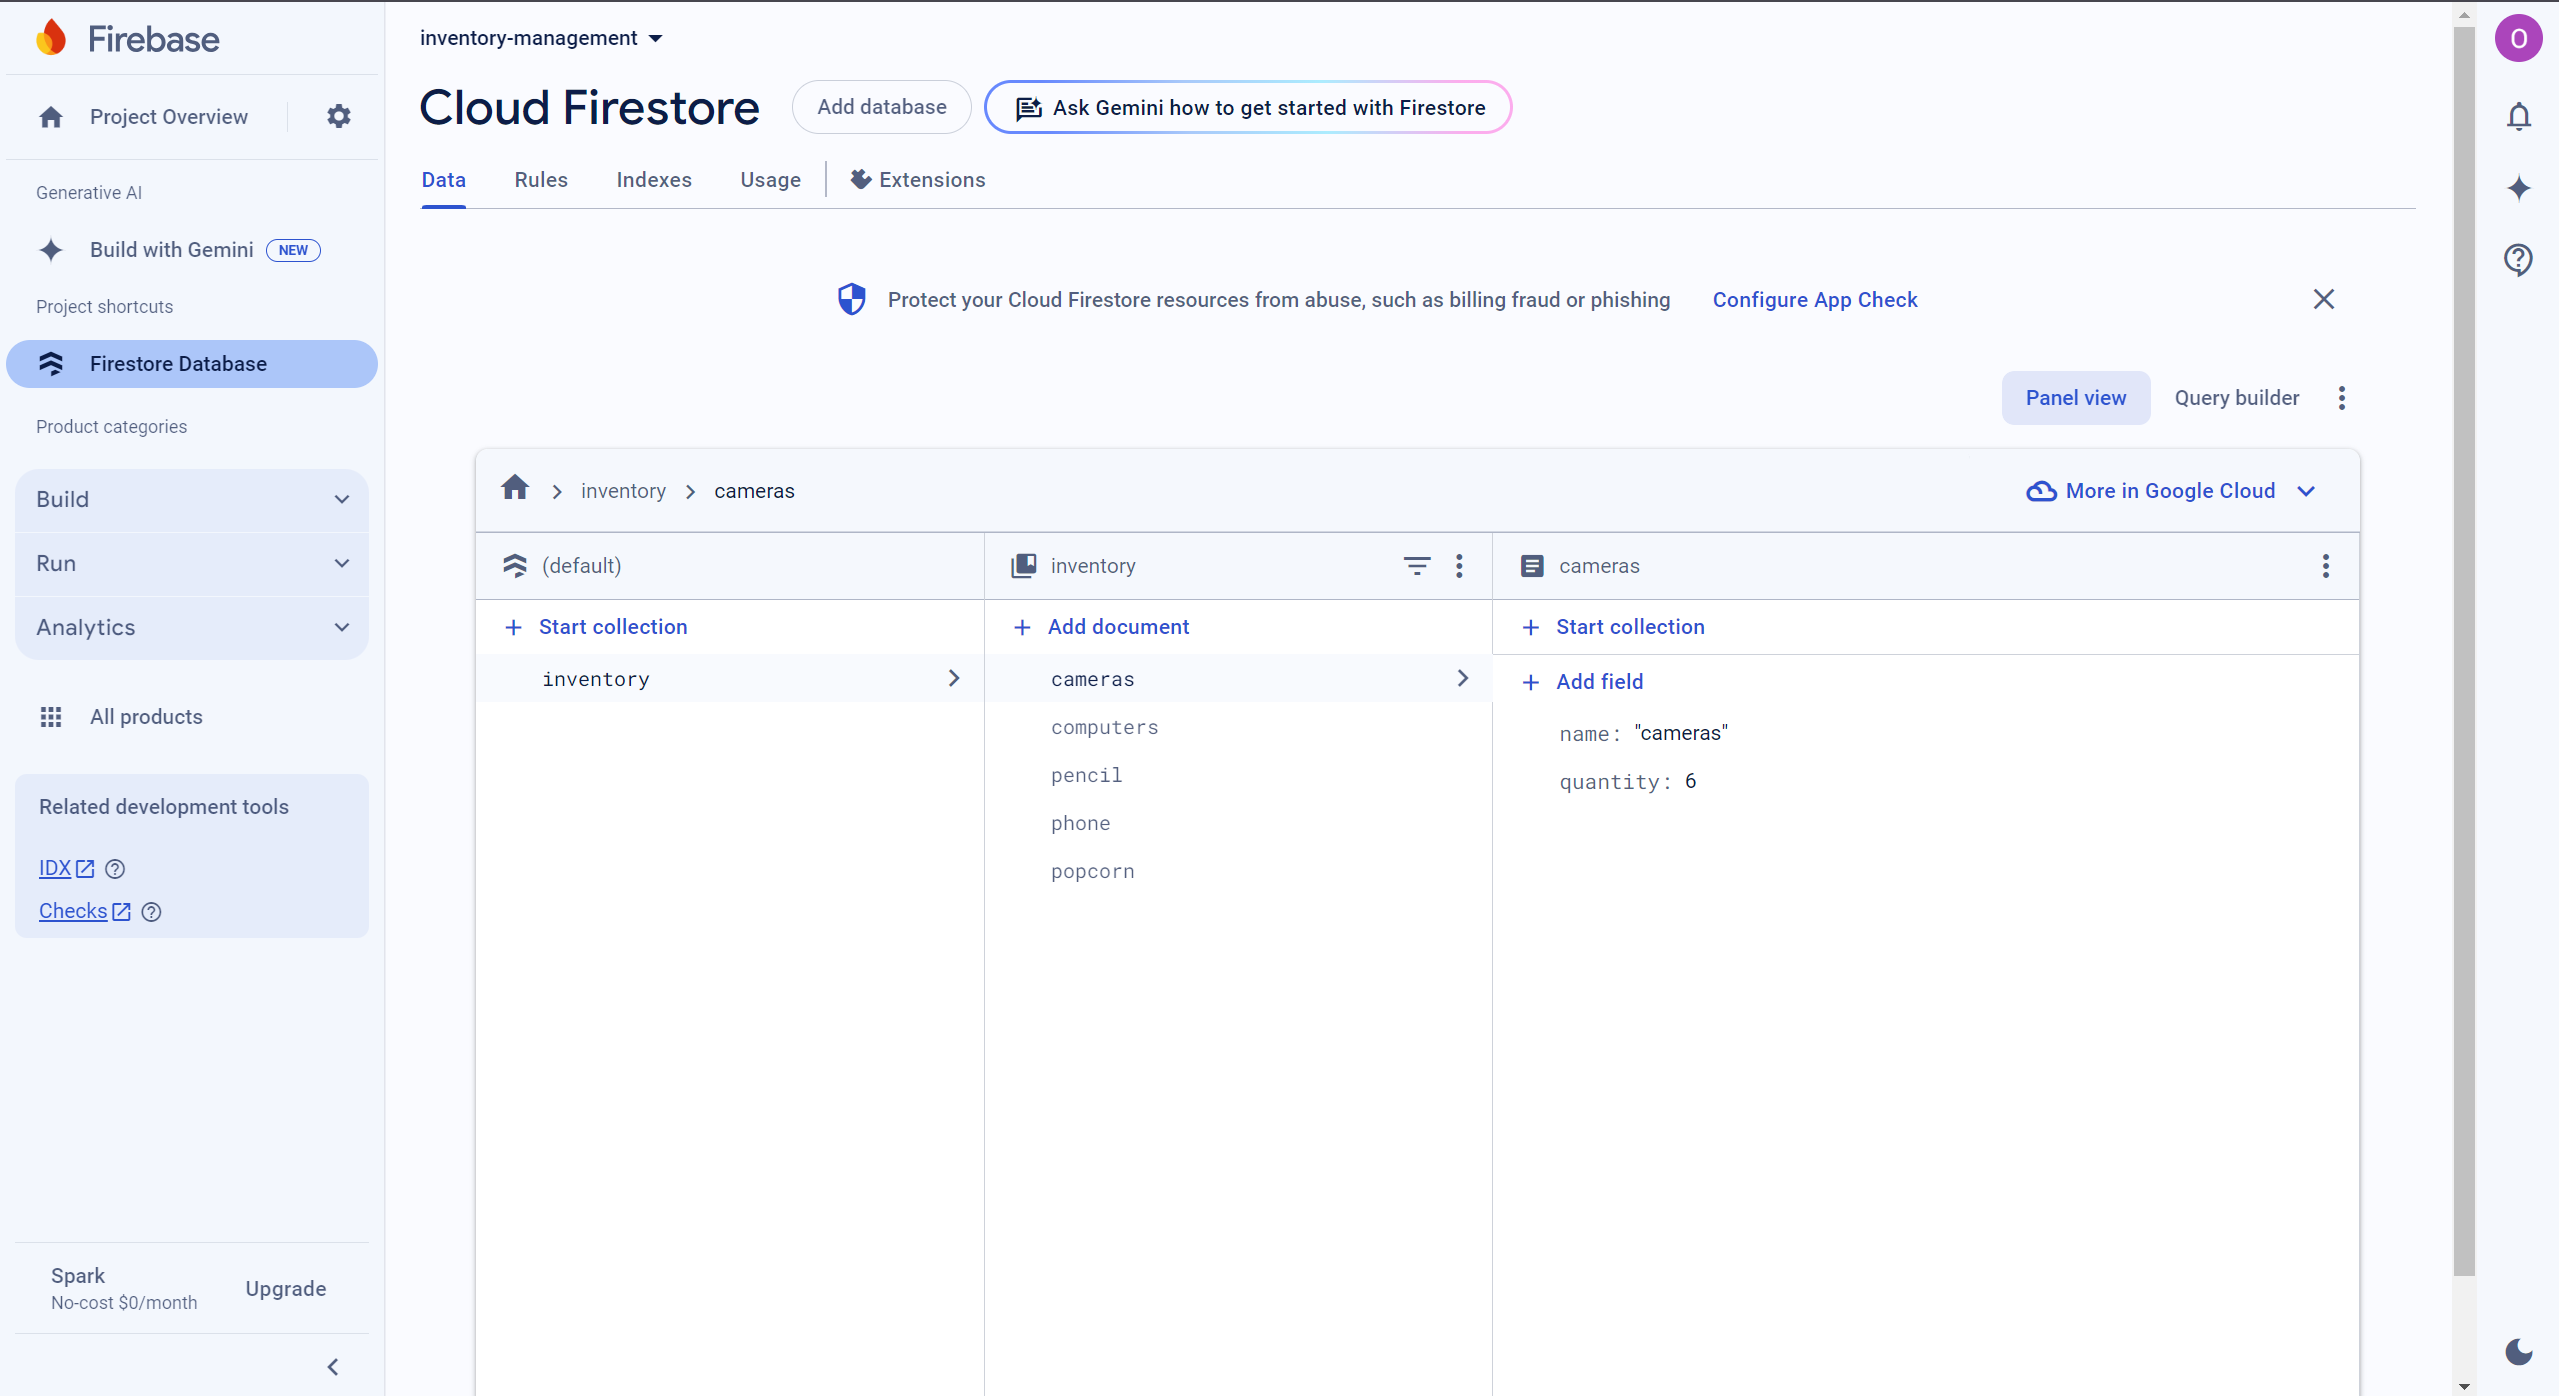 Firebase
Project Overview
Generative AI
Build with Gemini NEW
Project shortcuts
Firestore Database
Product categories
Build
Run
Analytics
All products
Related development tools
IDX
Checks
Spark
No-cost $0/month
Upgrade
inventory-management
Cloud Firestore
Add database
Ask Gemini how to get started with Firestore
Data
Rules
Indexes
Usage
Extensions
Protect your Cloud Firestore resources from abuse, such as billing fraud or phishing
Configure App Check
Panel view
Query builder
inventory
cameras
More in Google Cloud
(default)
Start collection
inventory
inventory
Add document
cameras
computers
pencil
phone
popcorn
cameras
Start collection
Add field
name: "cameras"
quantity: 6
O